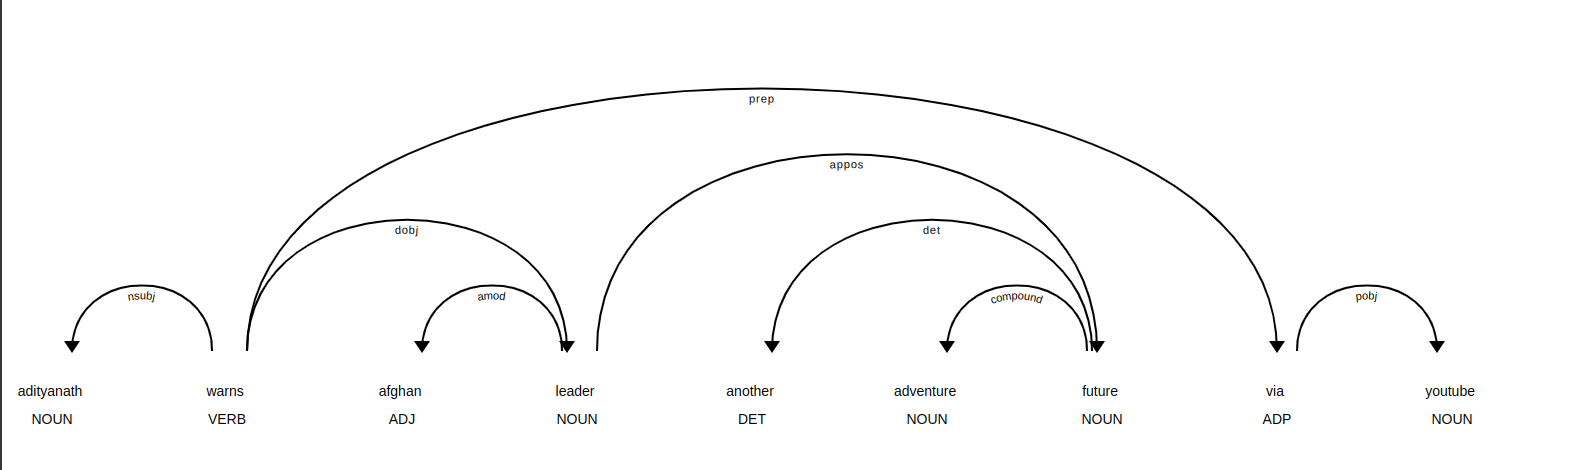 prep
appos
dobj det
nsubj amod compound pobj
adityanath warns afghan leader another adventure future via youtube
NOUN VERB ADJ NOUN DET NOUN NOUN ADP NOUN